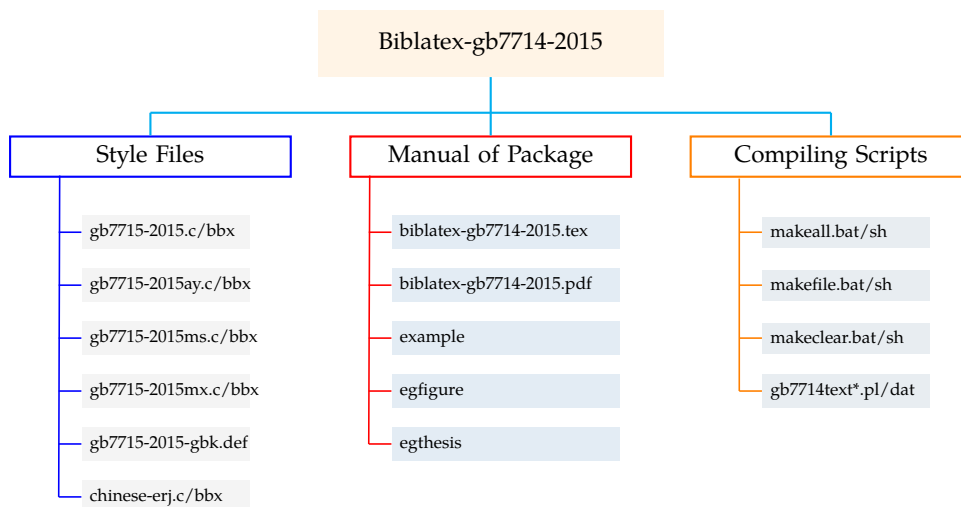 Biblatex-gb7714-2015
Style Files
Manual of Package
Compiling Scripts
gb7715-2015.c/bbx
gb7715-2015ay.c/bbx
gb7715-2015ms.c/bbx
gb7715-2015mx.c/bbx
gb7715-2015-gbk.def
chinese-erj.c/bbx
biblatex-gb7714-2015.tex
biblatex-gb7714-2015.pdf
example
egfigure
egthesis
makeall.bat/sh
makefile.bat/sh
makeclear.bat/sh
gb7714text*.pl/dat